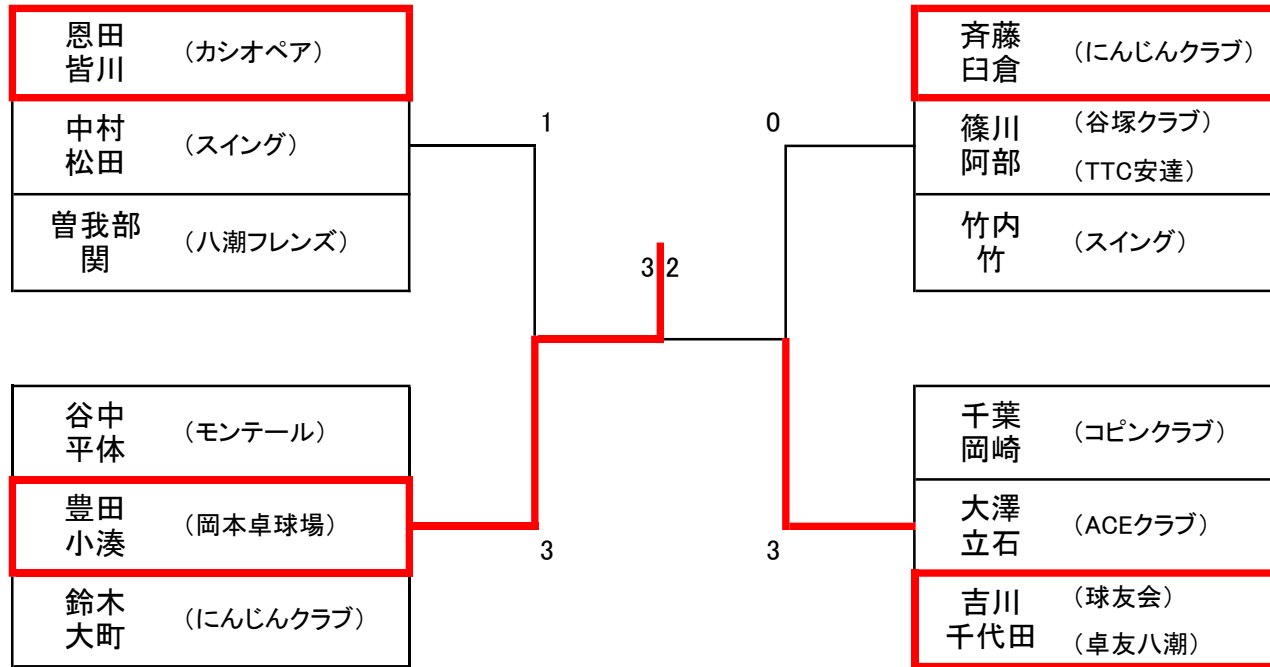 恩田
皆川
（カシオペア）
中村
松田
（スイング）
曽我部
関
（八潮フレンズ）
谷中
平体
（モンテール）
豊田
小湊
（岡本卓球場）
鈴木
大町
（にんじんクラブ）
1
3
3 2
0
3
斉藤
臼倉
（にんじんクラブ）
篠川
阿部
（谷塚クラブ）
（TTC安達）
竹内
竹
（スイング）
千葉
岡崎
（コピンクラブ）
大澤
立石
（ACEクラブ）
吉川
千代田
（球友会）
（卓友八潮）